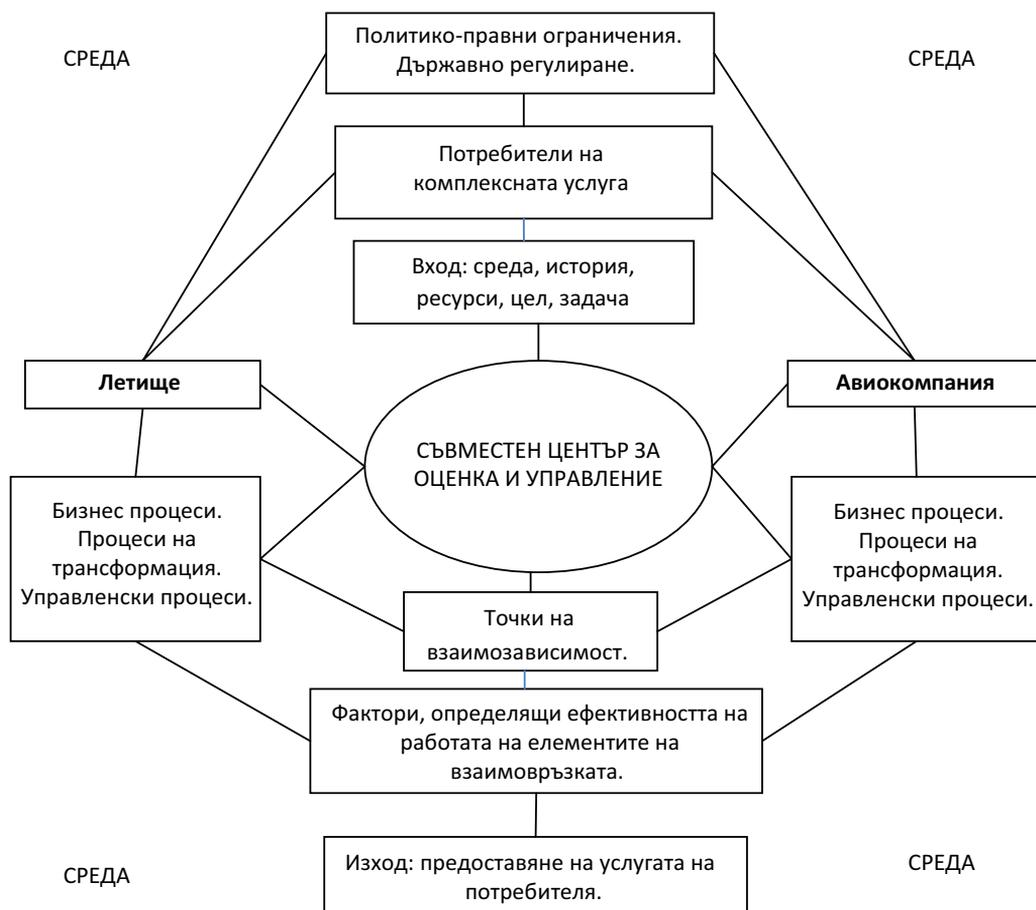 СРЕДА
СРЕДА
Политико-правни ограничения.
Държавно регулиране.
Потребители на
комплексната услуга
Вход: среда, история,
ресурси, цел, задача
Летище
Авиокомпания
СЪВМЕСТЕН ЦЕНТЪР ЗА
ОЦЕНКА И УПРАВЛЕНИЕ
Бизнес процеси.
Процеси на
трансформация.
Управленски процеси.
Бизнес процеси.
Процеси на
трансформация.
Управленски процеси.
Точки на
взаимозависимост.
Фактори, определящи ефективността на
работата на елементите на
взаимовръзката.
Изход: предоставяне на услугата на
потребителя.
СРЕДА
СРЕДА